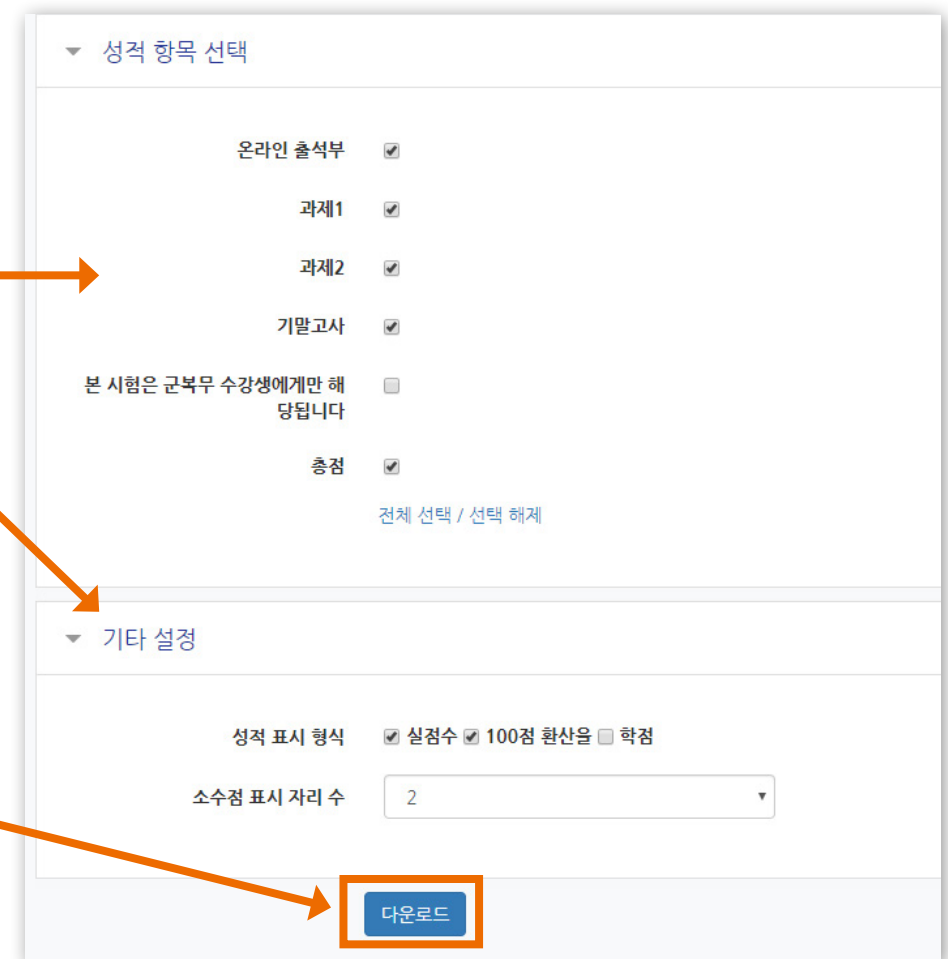 성적 항목 선택
온라인 출석부
과제1
과제2
기말고사
본 시험은 군복무 수강생에게만 해
당됩니다
총점
전체 선택 / 선택 해제
기타 설정
성적 표시 형식 실점수 100점 환산율 학점
소수점 표시 자리 수 2
다운로드